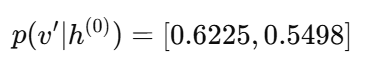 p(v′|h⁽⁰⁾) = [0.6225, 0.5498]